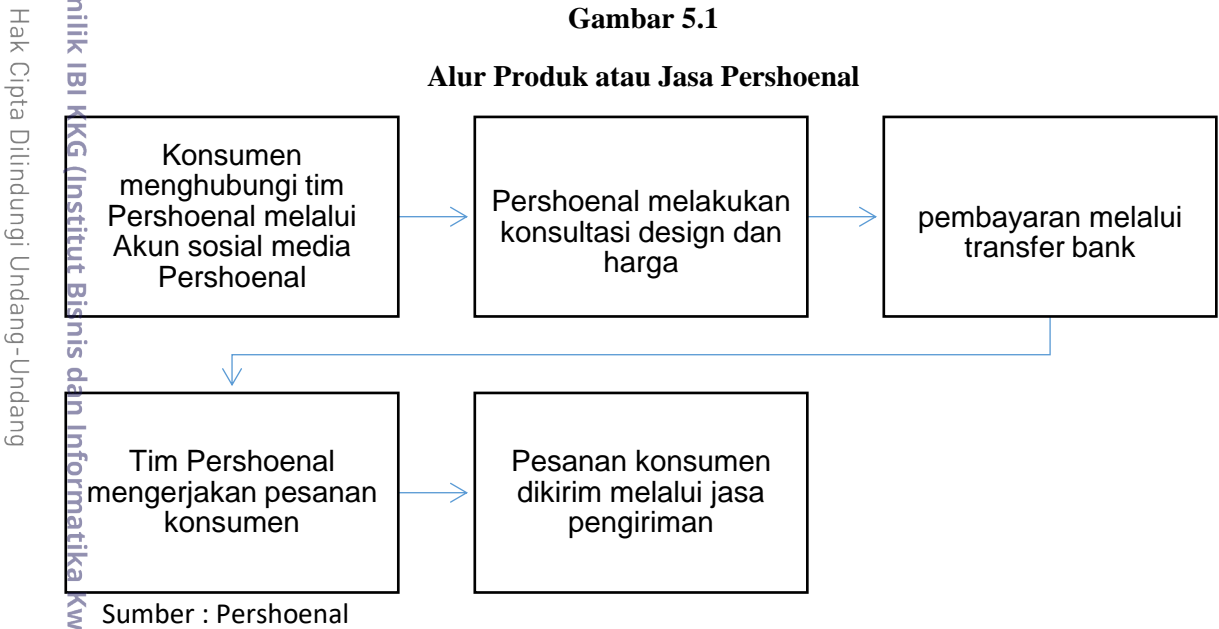 Gambar 5.1
Alur Produk atau Jasa Pershoenal
Konsumen
menghubungi tim
Pershoenal melalui
Akun sosial media
Pershoenal
Pershoenal melakukan
konsultasi design dan
harga
pembayaran melalui
transfer bank
Tim Pershoenal
mengerjakan pesanan
konsumen
Pesanan konsumen
dikirim melalui jasa
pengiriman
Sumber : Pershoenal
Hak Cipta Dilindungi Undang-Undang
milik IBI KKG (Institut Bisnis dan Informatika Kw